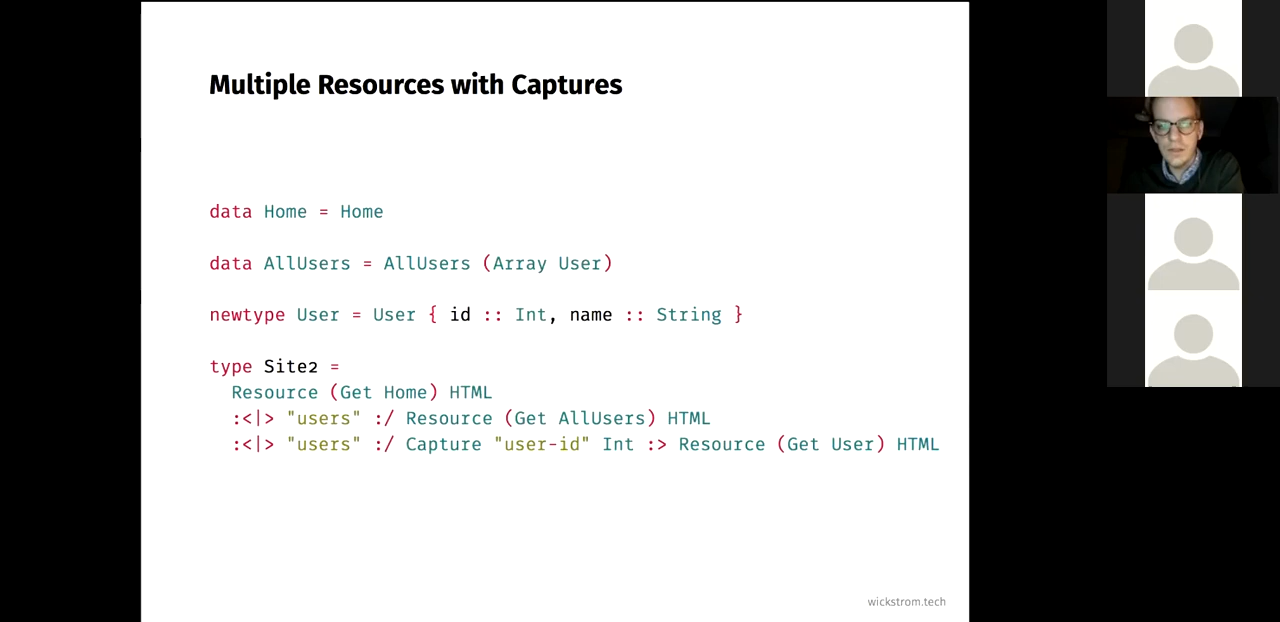 Multiple Resources with Captures
data Home = Home
data AllUsers = AllUsers (Array User)
newtype User = User { id :: Int, name :: String }
type Site2 =
Resource (Get Home) HTML
:<|> "users" :/ Resource (Get AllUsers) HTML
:<|> "users" :/ Capture "user-id" Int :> Resource (Get User) HTML
wickstrom.tech